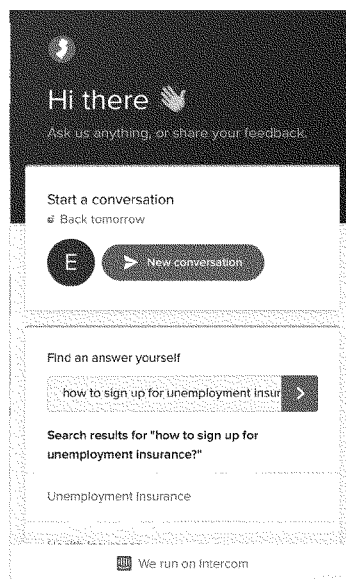 Hi there 👋
Ask us anything, or share your feedback.
Start a conversation
Back tomorrow
E
New conversation
Find an answer yourself
how to sign up for unemployment insur
Search results for "how to sign up for
unemployment insurance?"
Unemployment Insurance
We run on Intercom